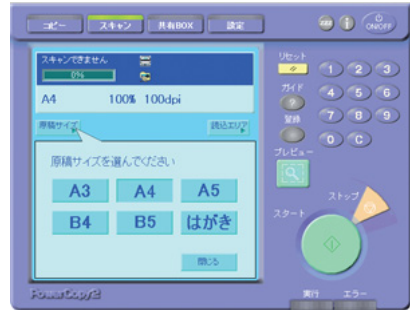 コピー スキャン 共有BOX 設定 ON/OFF
スキャンできません
0%
A4 100% 100dpi
原稿サイズ 読込エリア
原稿サイズを選んでください
A3 A4 A5
B4 B5 はがき
閉じる
PowerCopy2
リセット
ガイド
?
登録
1 2 3
4 5 6
7 8 9
0 C
プレビュー
ストップ
スタート
実行 エラー